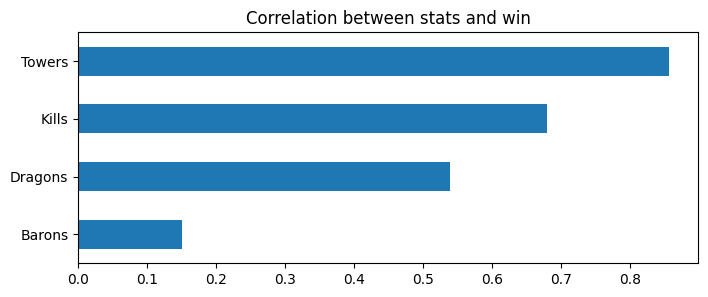 Correlation between stats and win
Towers
Kills
Dragons
Barons
0.0 0.1 0.2 0.3 0.4 0.5 0.6 0.7 0.8